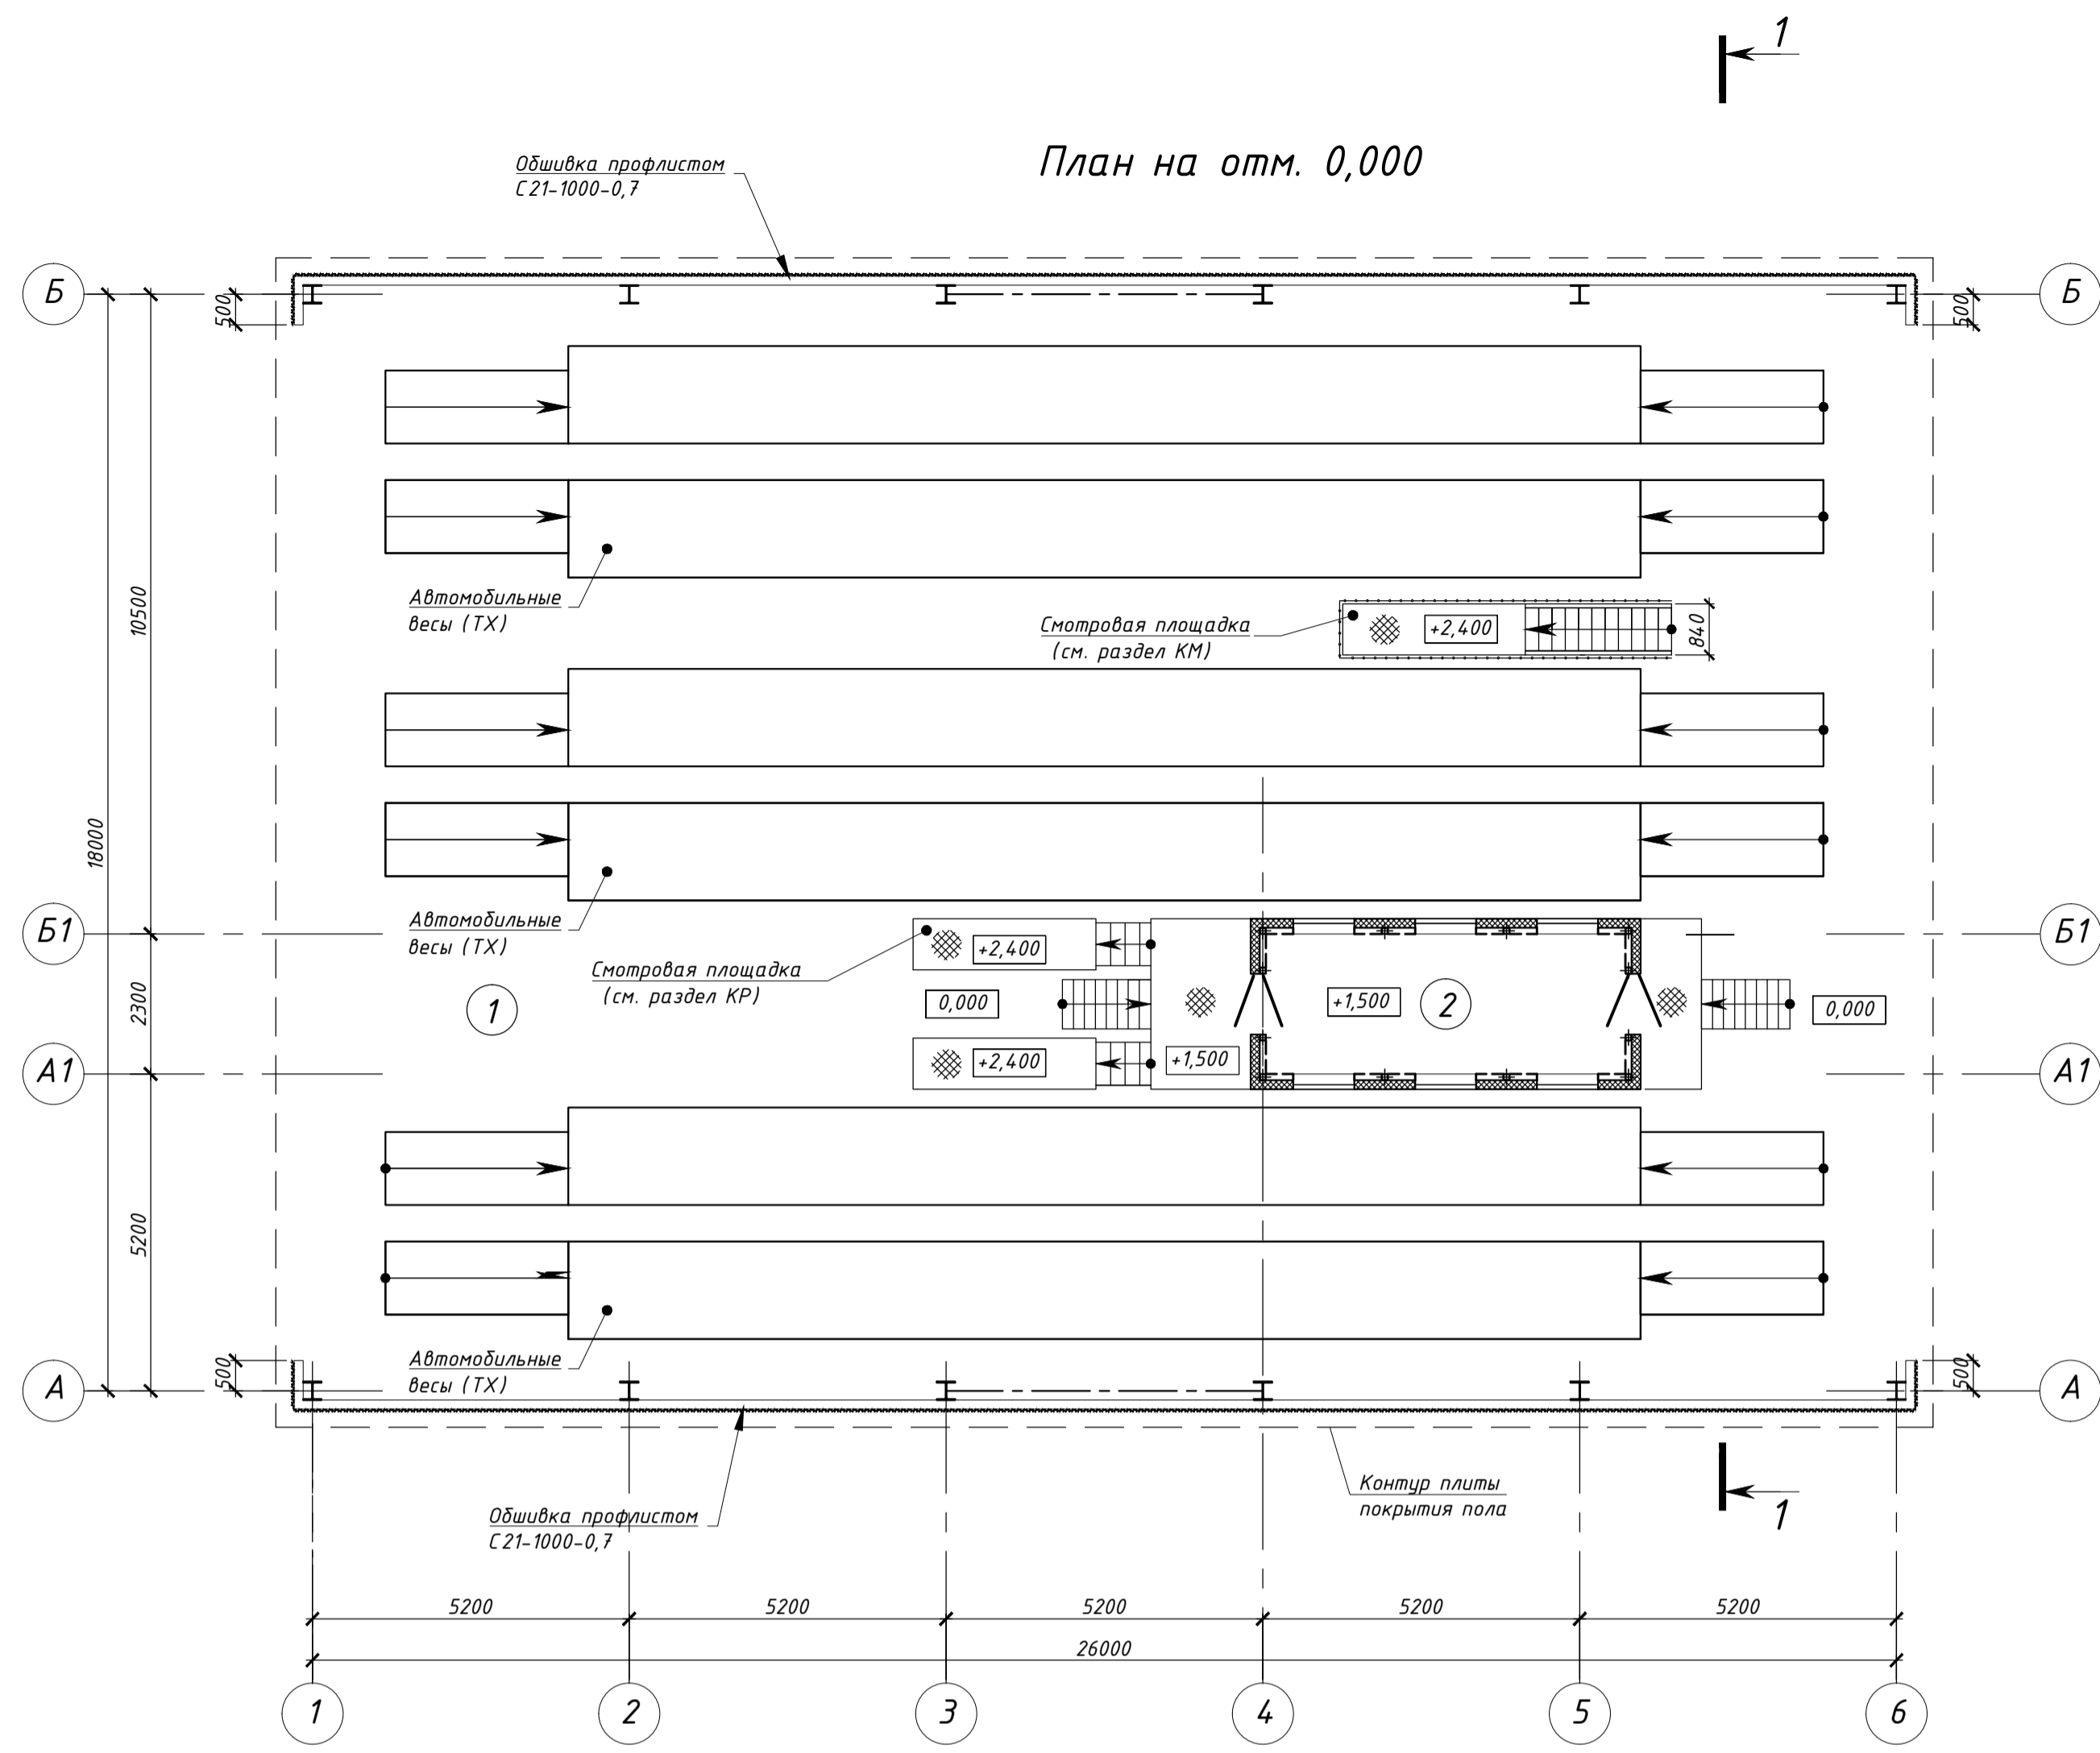 1
План на отм. 0,000
Обшивка профлистом
С21-1000-0,7
Б
Б
500
500
10500
18000
Автомобильные
весы (ТХ)
Смотровая площадка
(см. раздел КМ)
+2,400
840
Б1
Б1
Автомобильные
весы (ТХ)
Смотровая площадка
(см. раздел КР)
+2,400
0,000
+2,400
+1,500
+1,500
2
0,000
1
2300
А1
А1
5200
Автомобильные
весы (ТХ)
500
500
А
А
Обшивка профлистом
С21-1000-0,7
Контур плиты
покрытия пола
1
5200
5200
5200
5200
5200
26000
1
2
3
4
5
6